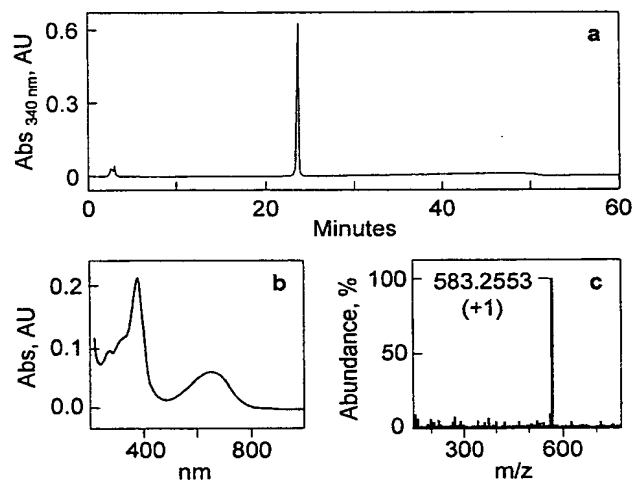 a
Abs 340 nm, AU
0.6
0.3
0
0 20 40 60
Minutes
b
Abs, AU
0.2
0.1
0.0
400 800
nm
c
583.2553
(+1)
Abundance, %
100
50
0
300 600
m/z